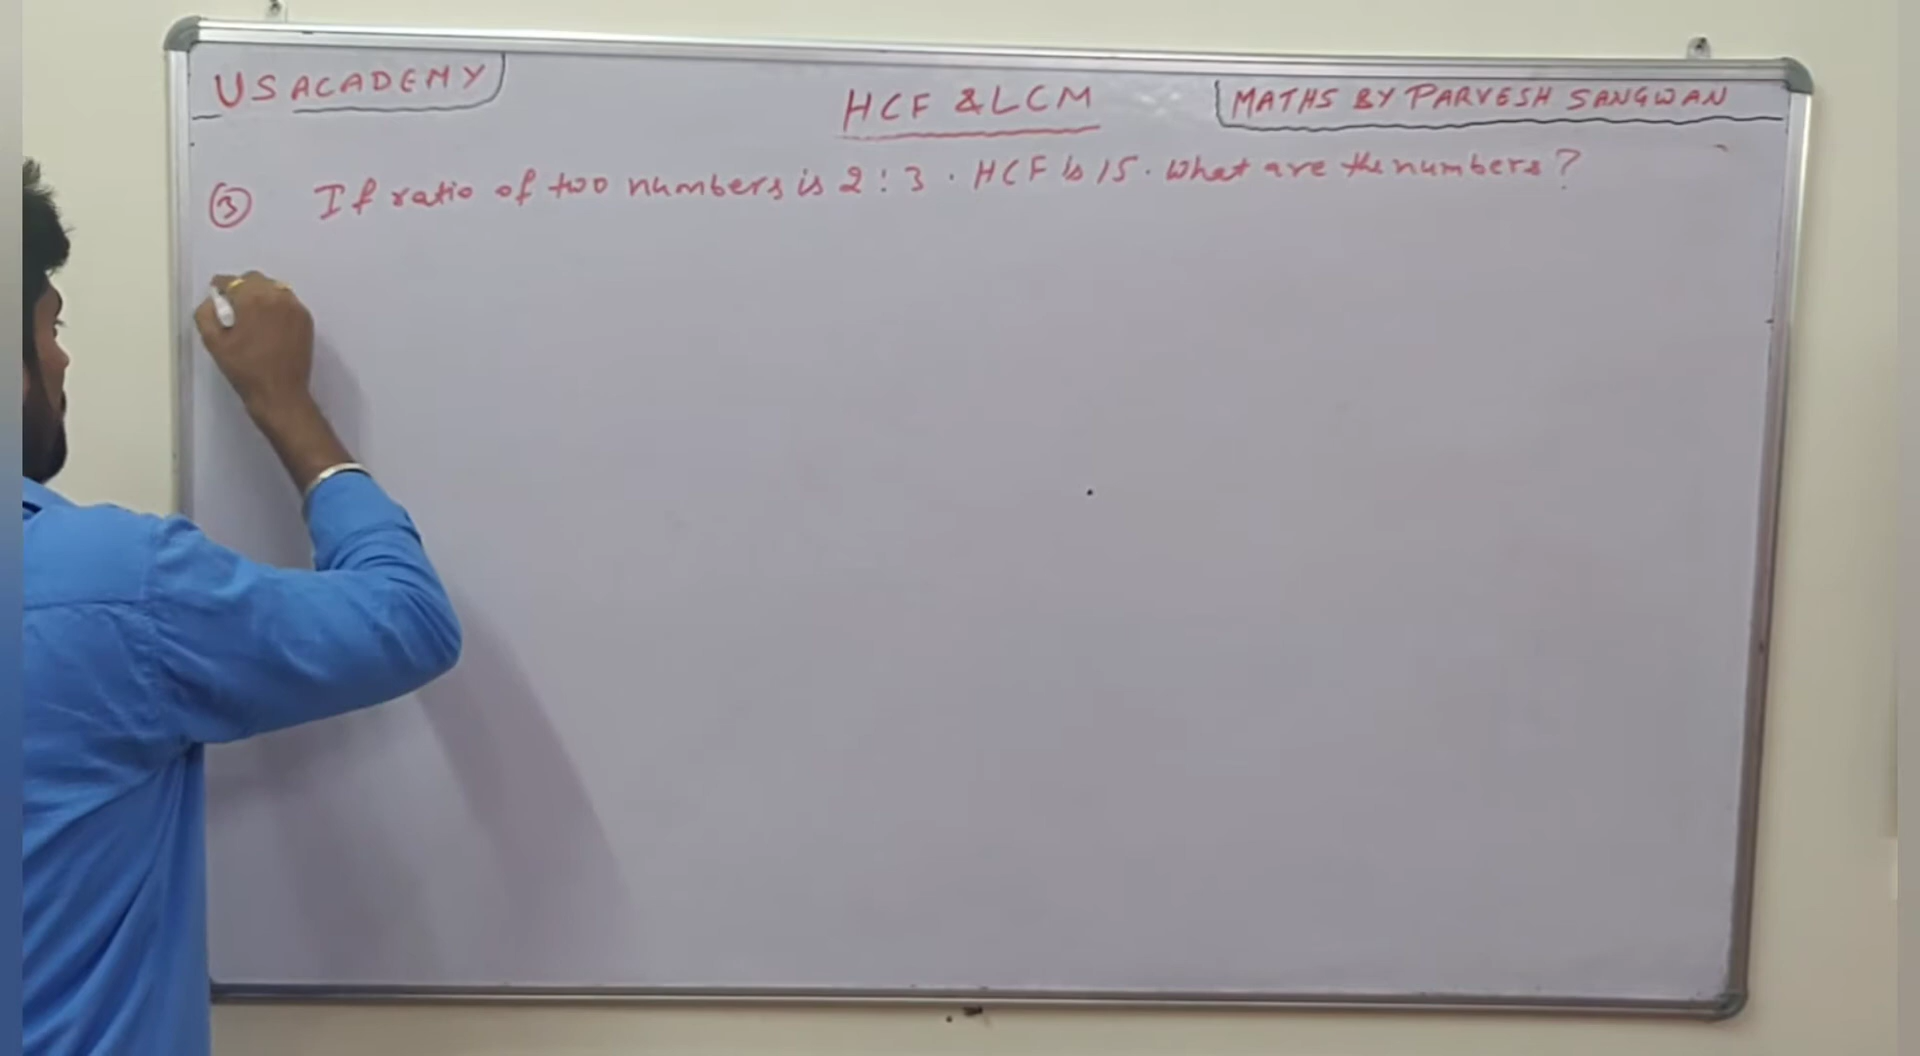 US ACADEMY
HCF & LCM
MATHS BY PARVESH SANGWAN
③ If ratio of two numbers is 2 : 3 . HCF is 15 . What are the numbers ?